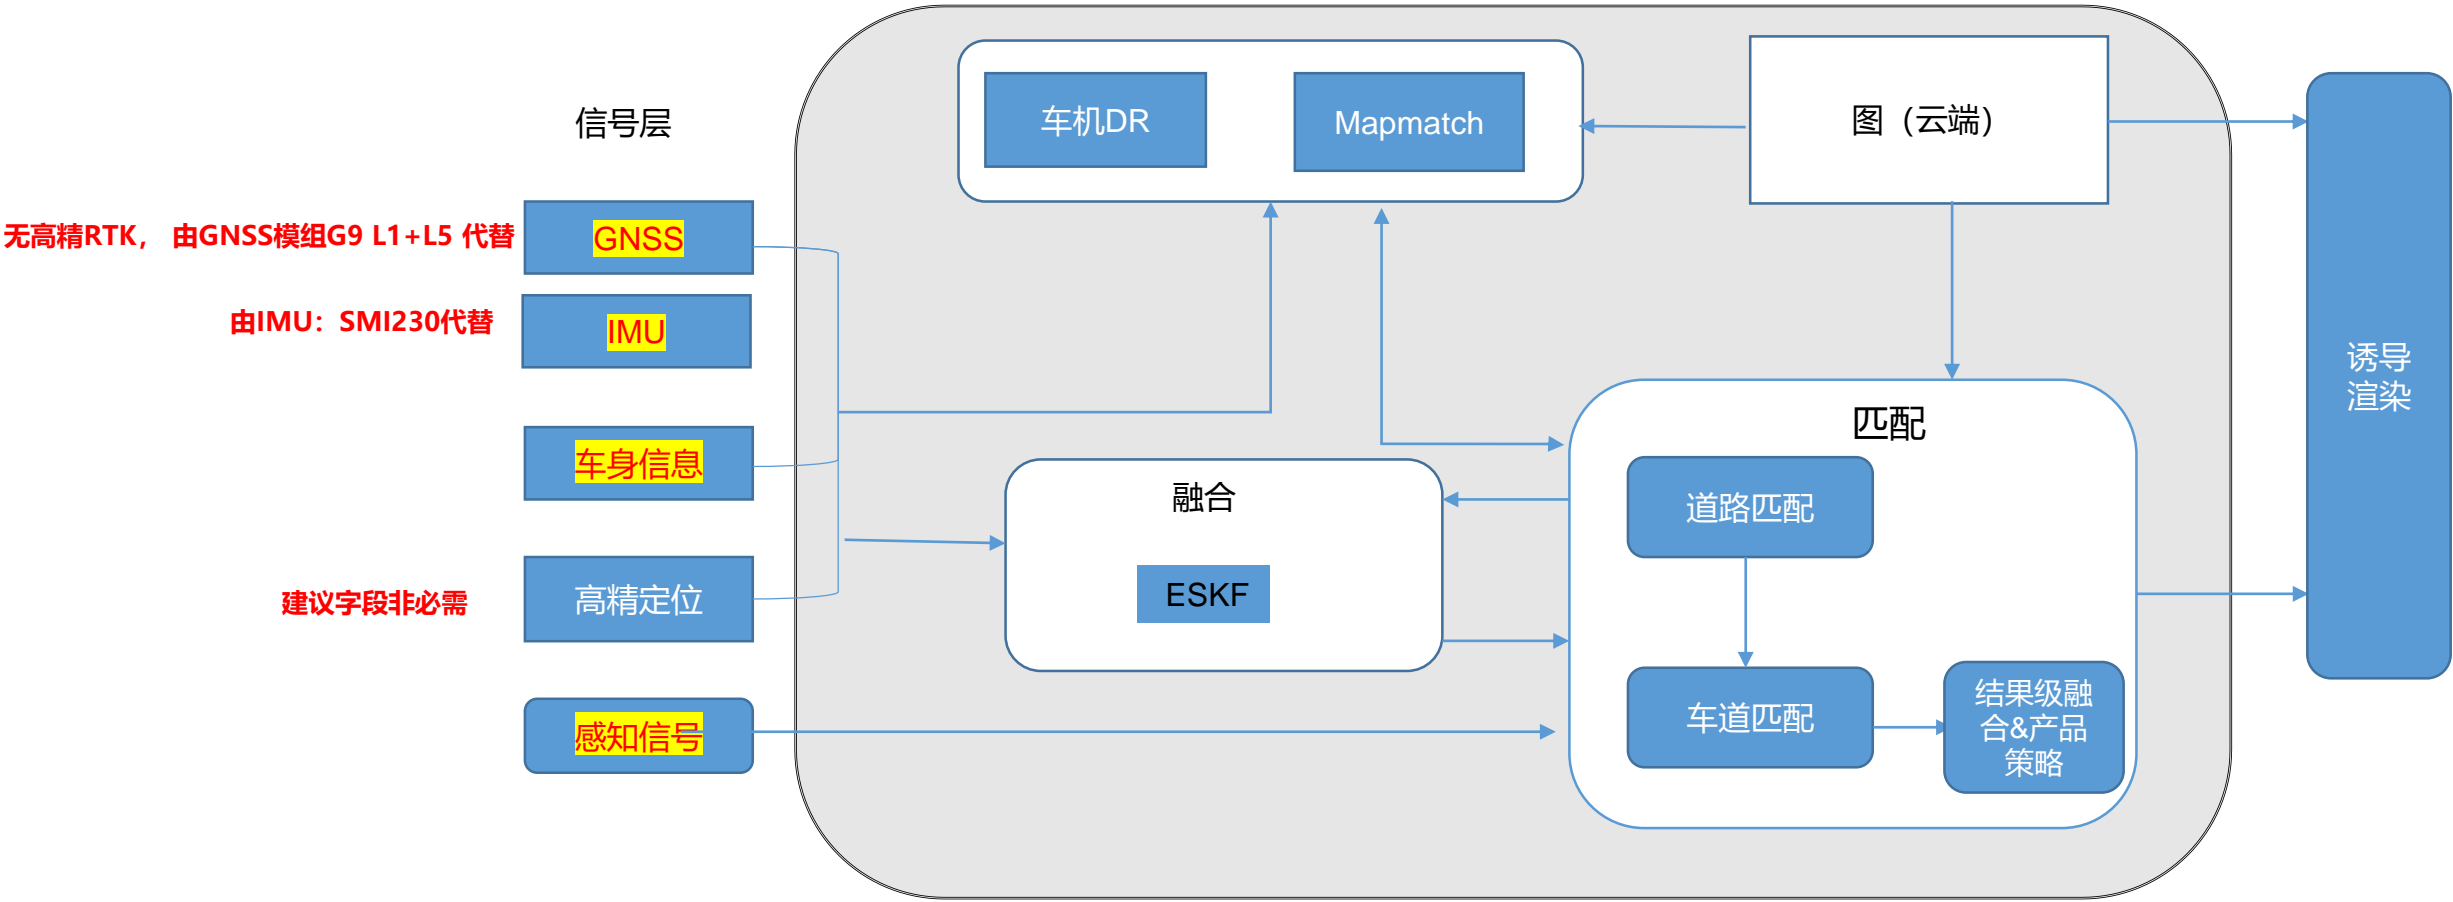 信号层
无高精RTK， 由GNSS模组G9 L1+L5 代替
GNSS
由IMU：SMI230代替
IMU
车身信息
建议字段非必需
高精定位
感知信号
车机DR
Mapmatch
图（云端）
融合
ESKF
匹配
道路匹配
车道匹配
结果级融
合&产品
策略
诱导
渲染